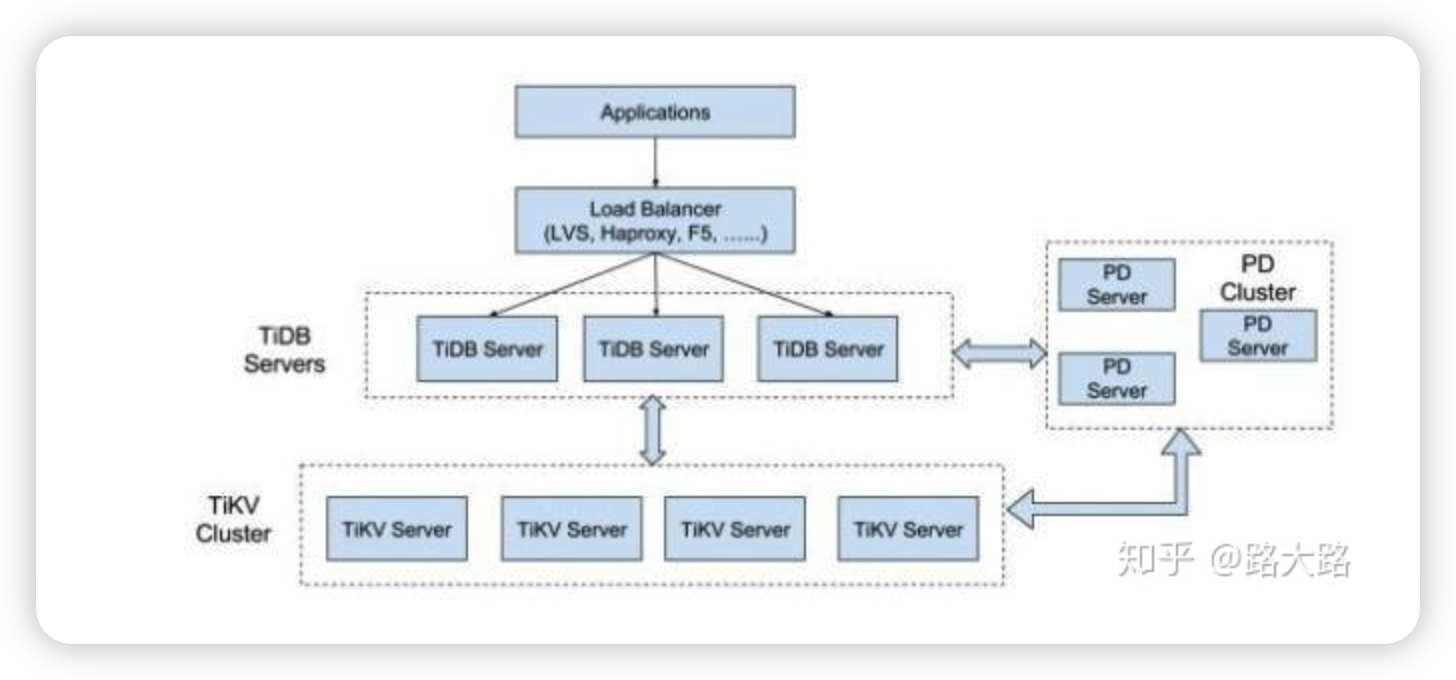 Applications
Load Balancer
(LVS, Haproxy, F5, ......)
TiDB
Servers
TiDB Server
TiDB Server
TiDB Server
PD
Server
PD
Cluster
PD
Server
PD
Server
TiKV
Cluster
TiKV Server
TiKV Server
TiKV Server
TiKV Server
知乎 @路大路